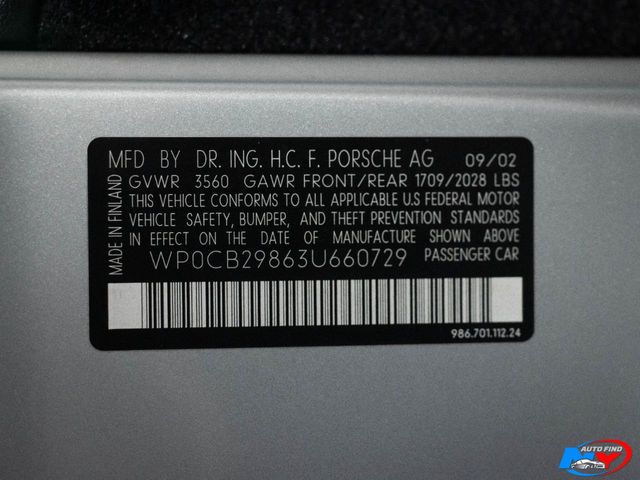 MFD BY DR. ING. H.C. F. PORSCHE AG 09/02
GVWR 3560 GAWR FRONT/REAR 1709/2028 LBS
THIS VEHICLE CONFORMS TO ALL APPLICABLE U.S FEDERAL MOTOR
VEHICLE SAFETY, BUMPER, AND THEFT PREVENTION STANDARDS
IN EFFECT ON THE DATE OF MANUFACTURE SHOWN ABOVE
WP0CB29863U660729 PASSENGER CAR
MADE IN FINLAND
986.701.112.24
AUTO FIND
NY